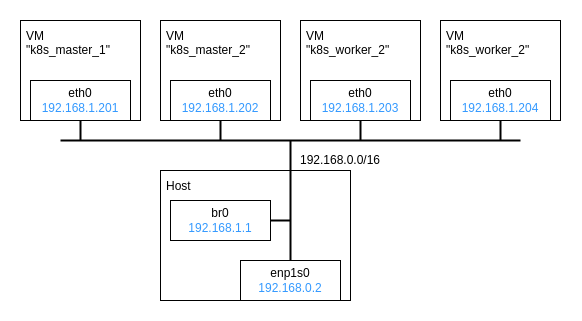 VM
"k8s_master_1"
eth0
192.168.1.201
VM
"k8s_master_2"
eth0
192.168.1.202
VM
"k8s_worker_2"
eth0
192.168.1.203
VM
"k8s_worker_2"
eth0
192.168.1.204
192.168.0.0/16
Host
br0
192.168.1.1
enp1s0
192.168.0.2